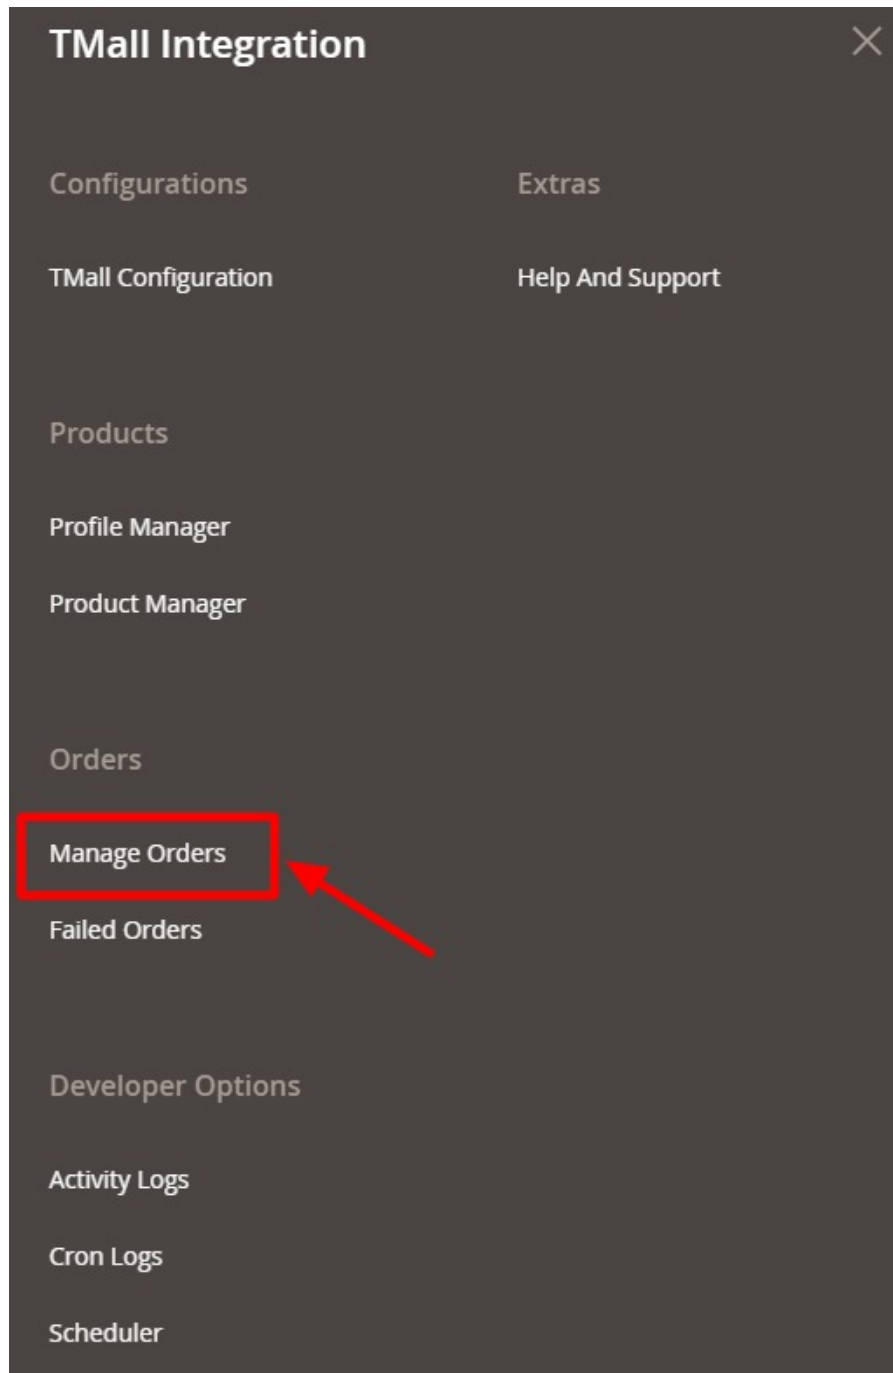 TMall Integration
Configurations
TMall Configuration
Extras
Help And Support
Products
Profile Manager
Product Manager
Orders
Manage Orders
Failed Orders
Developer Options
Activity Logs
Cron Logs
Scheduler